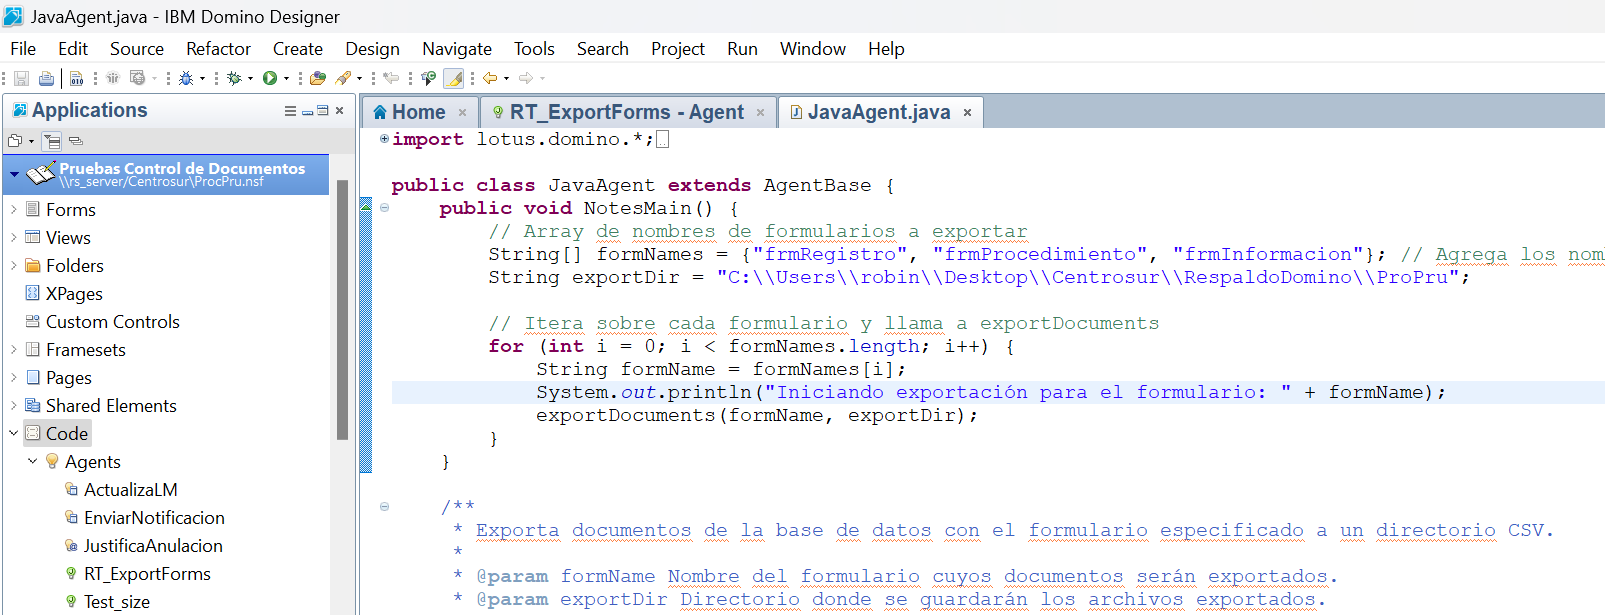 JavaAgent.java - IBM Domino Designer
File Edit Source Refactor Create Design Navigate Tools Search Project Run Window Help
Applications
Home RT_ExportForms - Agent JavaAgent.java
Pruebas Control de Documentos
\\rs_server/Centrosur\ProcPru.nsf
Forms
Views
Folders
XPages
Custom Controls
Framesets
Pages
Shared Elements
Code
Agents
ActualizaLM
EnviarNotificacion
JustificaAnulacion
RT_ExportForms
Test_size
import lotus.domino.*;
public class JavaAgent extends AgentBase {
public void NotesMain() {
// Array de nombres de formularios a exportar
String[] formNames = {"frmRegistro", "frmProcedimiento", "frmInformacion"}; // Agrega los nom
String exportDir = "C:\\Users\\robin\\Desktop\\Centrosur\\RespaldoDomino\\ProPru";
// Itera sobre cada formulario y llama a exportDocuments
for (int i = 0; i < formNames.length; i++) {
String formName = formNames[i];
System.out.println("Iniciando exportación para el formulario: " + formName);
exportDocuments(formName, exportDir);
}
}
/**
* Exporta documentos de la base de datos con el formulario especificado a un directorio CSV.
*
* @param formName Nombre del formulario cuyos documentos serán exportados.
* @param exportDir Directorio donde se guardarán los archivos exportados.